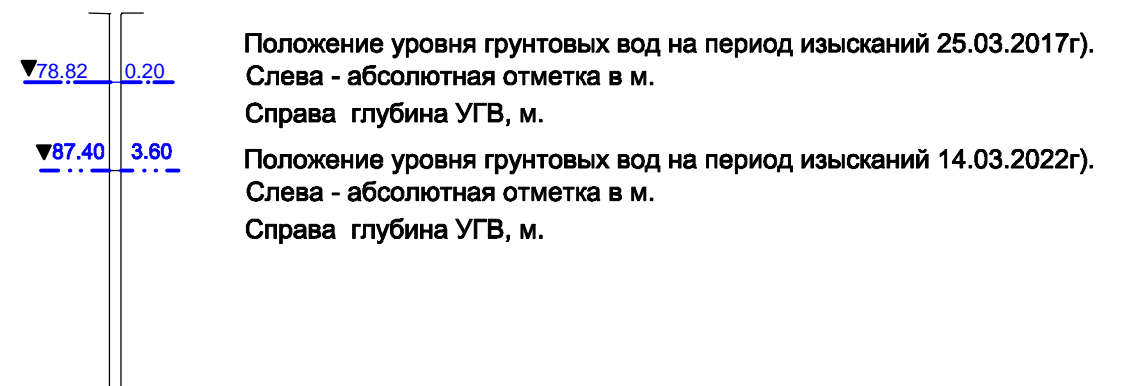 Положение уровня грунтовых вод на период изысканий 25.03.2017г).
▼78.82 0.20
Слева - абсолютная отметка в м.
Справа глубина УГВ, м.
▼87.40 3.60
Положение уровня грунтовых вод на период изысканий 14.03.2022г).
Слева - абсолютная отметка в м.
Справа глубина УГВ, м.